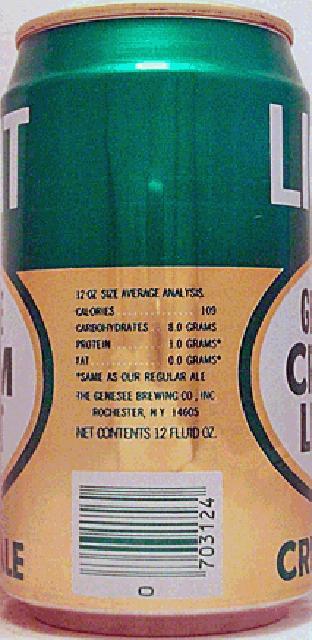 T
LI
12 OZ SIZE AVERAGE ANALYSIS.
CALORIES 109
CARBOHYDRATES 8.0 GRAMS
PROTEIN 1.0 GRAMS*
FAT 0.0 GRAMS*
*SAME AS OUR REGULAR ALE
THE GENESEE BREWING CO., INC
ROCHESTER, N Y 14605
NET CONTENTS 12 FLUID OZ.
G
CR
L
M
703124
0
ALE
CR